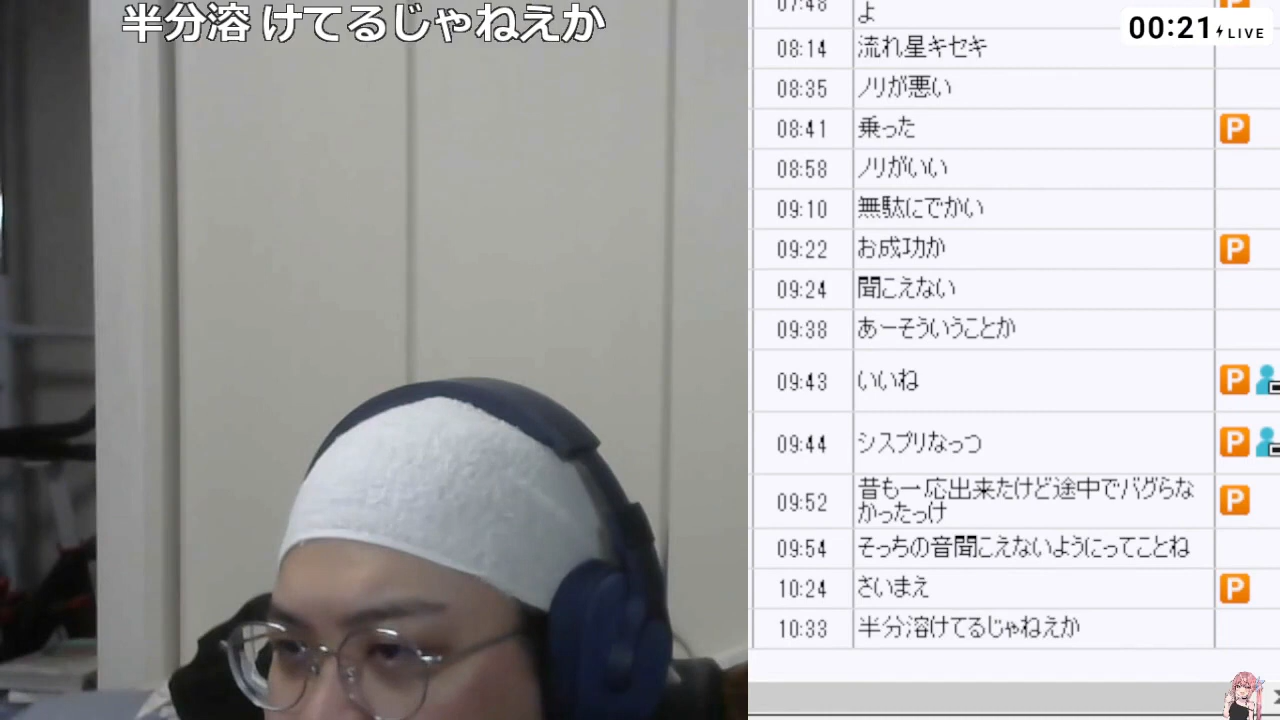 半分溶 けてるじゃねえか
07:48
よ
P
00:21 LIVE
08:14 流れ星キセキ
08:35 ノリが悪い
08:41 乗った P
08:58 ノリがいい
09:10 無駄にでかい
09:22 お成功か P
09:24 聞こえない
09:38 あーそういうことか
09:43 いいね P
09:44 シスプリなっつ P
09:52 昔も一応出来たけど途中でバグらな
かったっけ P
09:54 そっちの音聞こえないようにってことね
10:24 さいまえ P
10:33 半分溶けてるじゃねえか